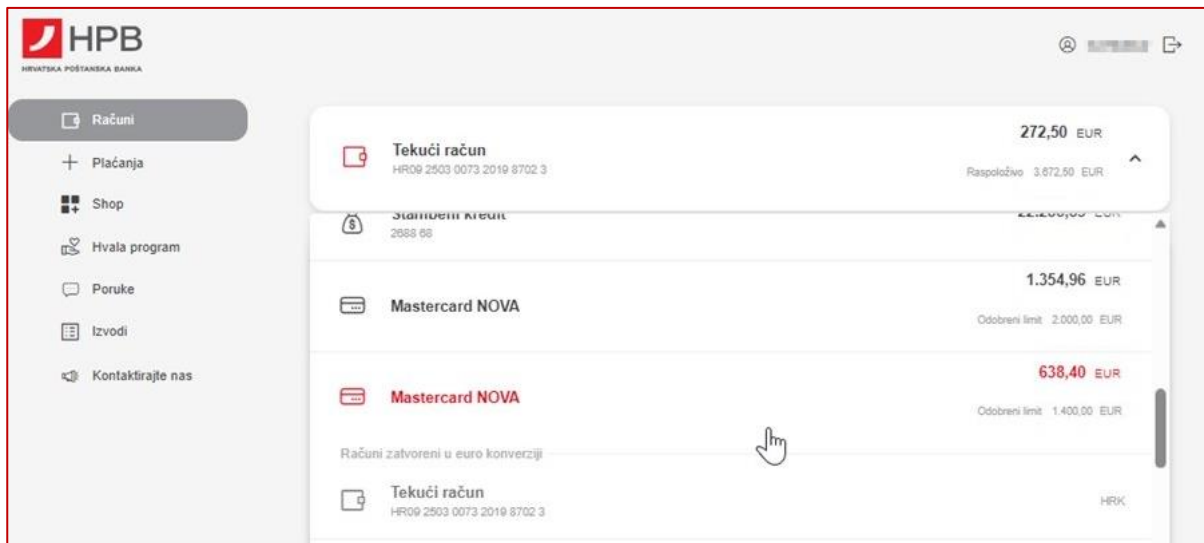 HPB
HRVATSKA POŠTANSKA BANKA
Računi
Plaćanja
Shop
Hvala program
Poruke
Izvodi
Kontaktirajte nas
Tekući račun
HR09 2503 0073 2019 8702 3
272,50 EUR
Raspoloživo 3.672,50 EUR
Stambeni kredit
2688 68
EUR
Mastercard NOVA
1.354,96 EUR
Odobreni limit 2.000,00 EUR
Mastercard NOVA
638,40 EUR
Odobreni limit 1.400,00 EUR
Računi zatvoreni u euro konverziji
Tekući račun
HR09 2503 0073 2019 8702 3
HRK